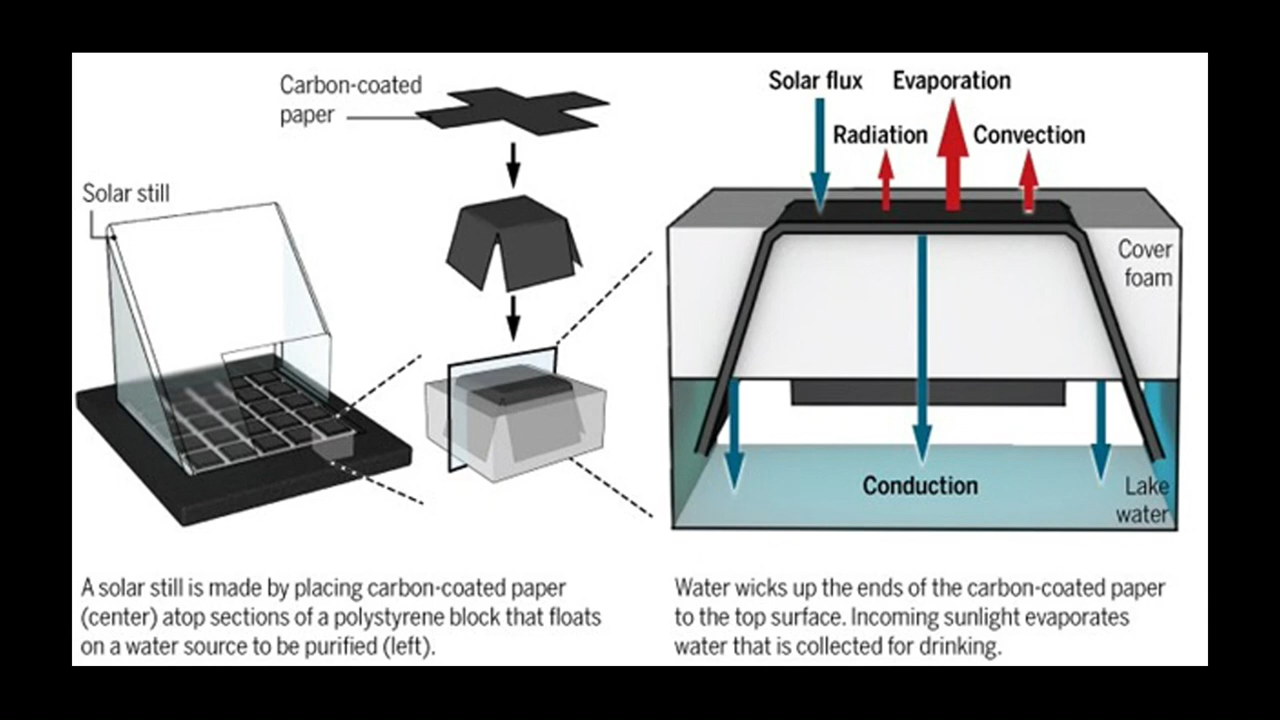 Carbon-coated
paper
Solar still
A solar still is made by placing carbon-coated paper
(center) atop sections of a polystyrene block that floats
on a water source to be purified (left).
Solar flux
Evaporation
Radiation
Convection
Cover
foam
Conduction
Lake
water
Water wicks up the ends of the carbon-coated paper
to the top surface. Incoming sunlight evaporates
water that is collected for drinking.